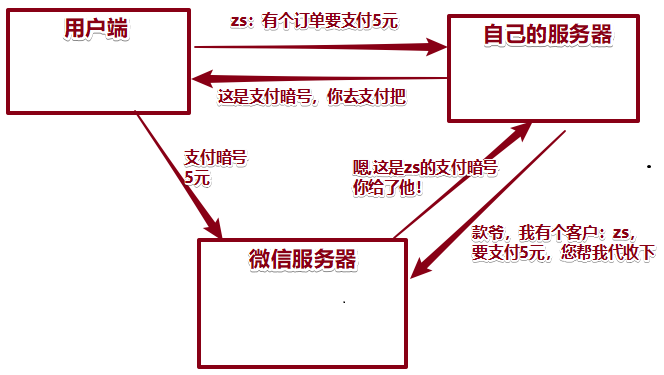 用户端
zs：有个订单要支付5元
自己的服务器
这是支付暗号，你去支付把
支付暗号
5元
嗯,这是zs的支付暗号
你给了他！
款爷，我有个客户：zs，
要支付5元，您帮我代收下
微信服务器